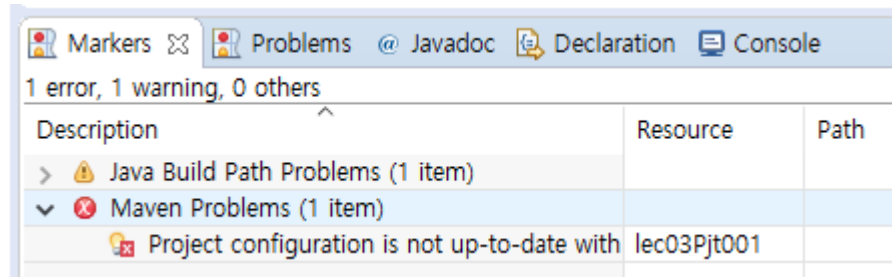 Markers Problems @ Javadoc Declaration Console
1 error, 1 warning, 0 others
Description Resource Path
Java Build Path Problems (1 item)
Maven Problems (1 item)
Project configuration is not up-to-date with lec03Pjt001